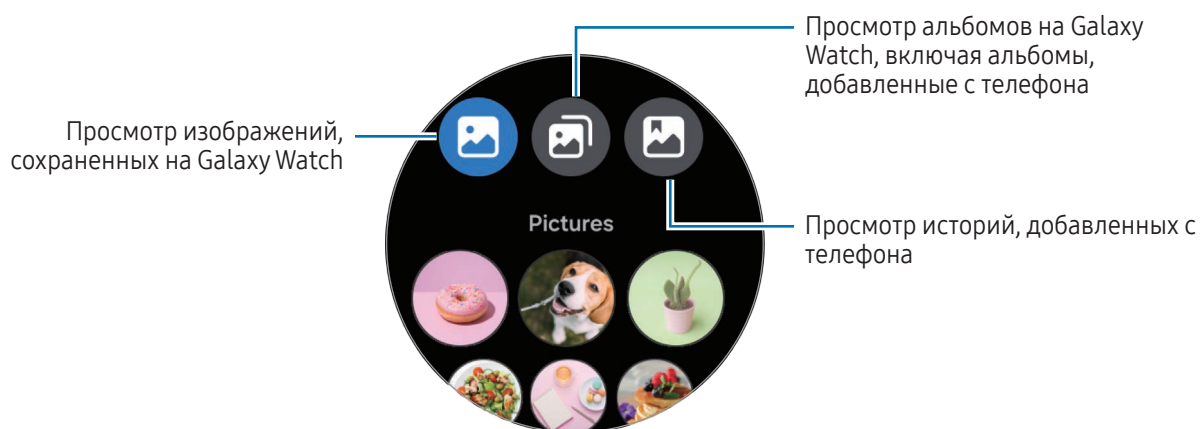 Просмотр альбомов на Galaxy
Watch, включая альбомы,
добавленные с телефона
Просмотр изображений,
сохраненных на Galaxy Watch
Pictures
Просмотр историй, добавленных с
телефона